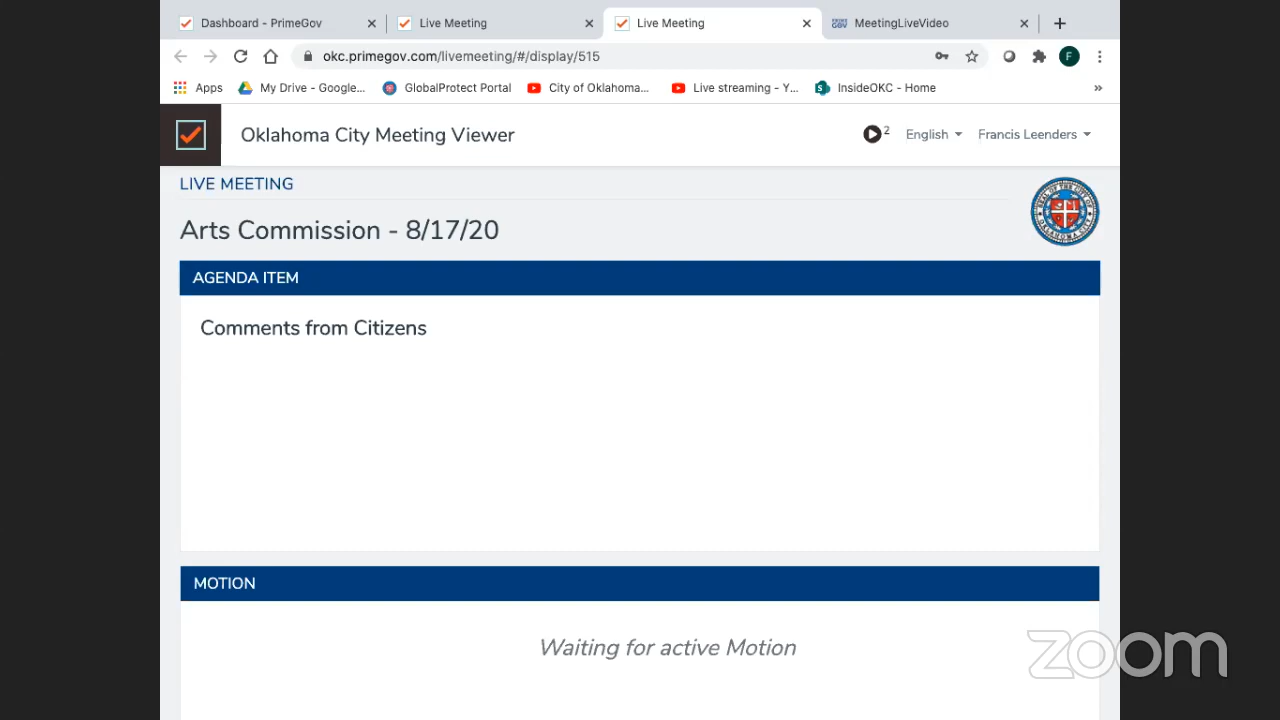 Dashboard - PrimeGov
Live Meeting
Live Meeting
MeetingLiveVideo
okc.primegov.com/livemeeting/#/display/515
F
Apps
My Drive - Google...
GlobalProtect Portal
City of Oklahoma...
Live streaming - Y...
InsideOKC - Home
»
Oklahoma City Meeting Viewer
2
English
Francis Leenders
LIVE MEETING
Arts Commission - 8/17/20
AGENDA ITEM
Comments from Citizens
MOTION
Waiting for active Motion
zoom